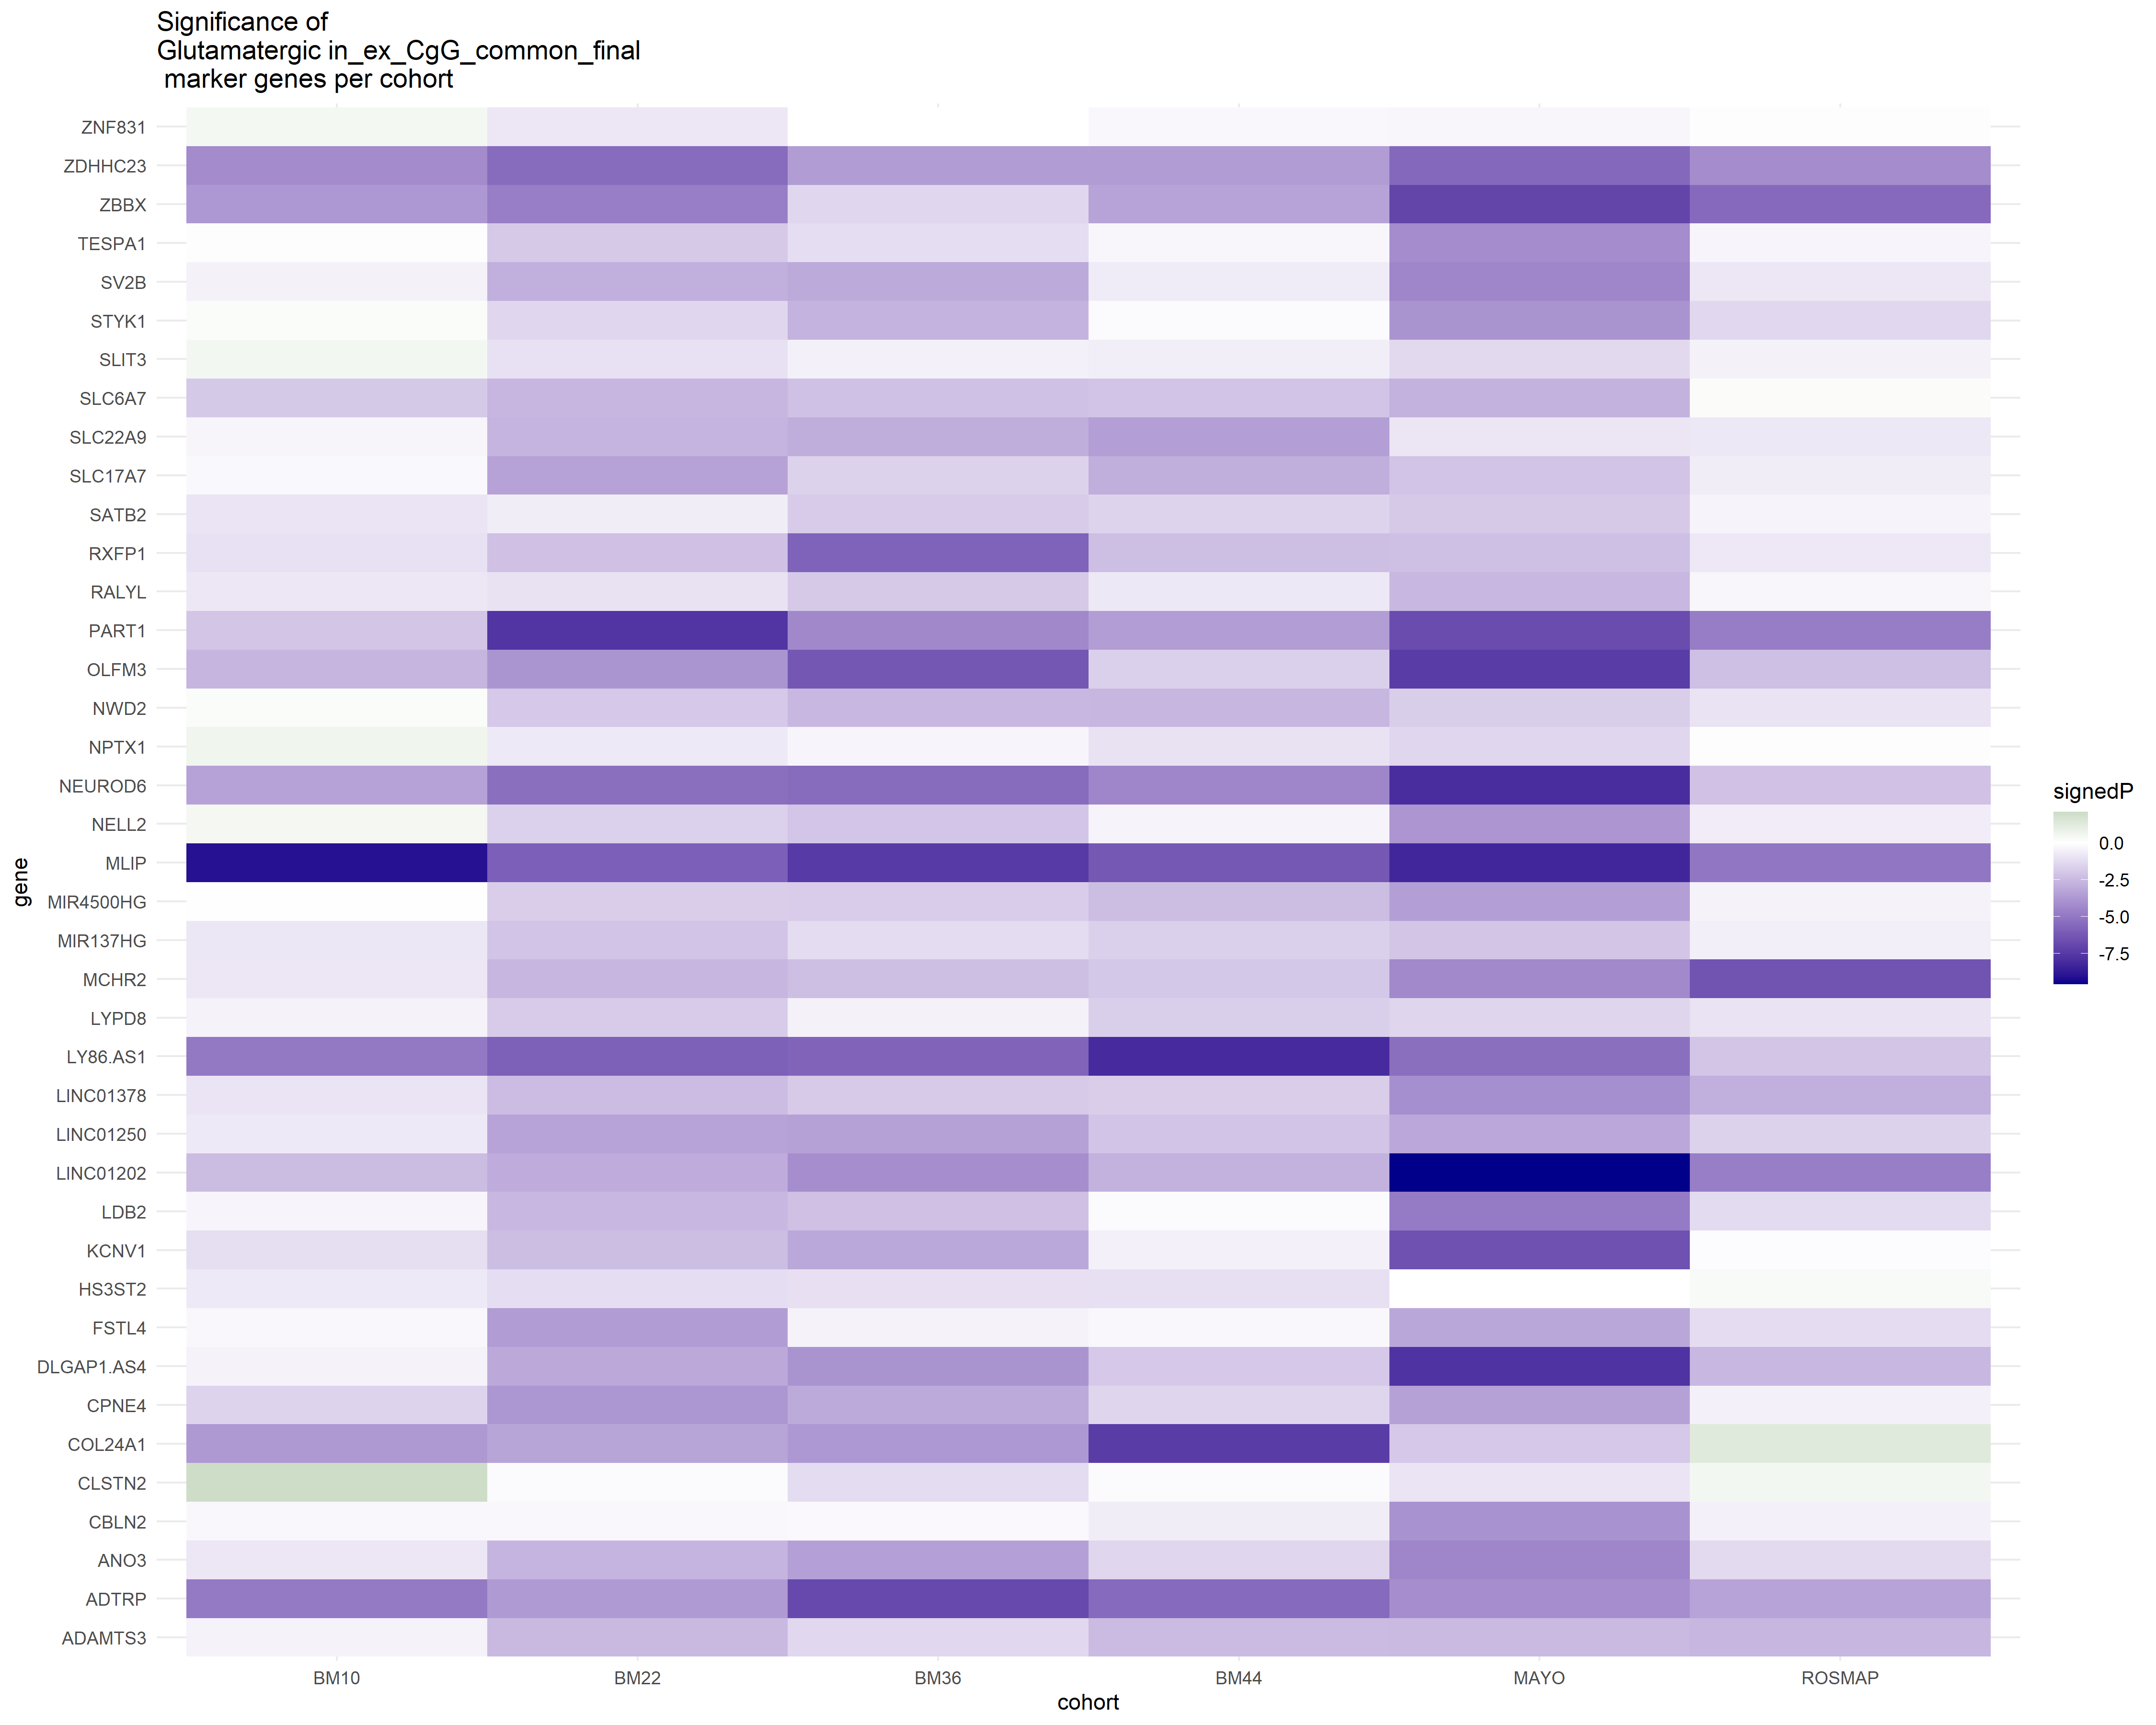 Significance of
Glutamatergic in_ex_CgG_common_final
marker genes per cohort
ZNF831
ZDHHC23
ZBBX
TESPA1
SV2B
STYK1
SLIT3
SLC6A7
SLC22A9
SLC17A7
SATB2
RXFP1
RALYL
PART1
OLFM3
NWD2
NPTX1
NEUROD6
NELL2
MLIP
MIR4500HG
MIR137HG
MCHR2
LYPD8
LY86.AS1
LINC01378
LINC01250
LINC01202
LDB2
KCNV1
HS3ST2
FSTL4
DLGAP1.AS4
CPNE4
COL24A1
CLSTN2
CBLN2
ANO3
ADTRP
ADAMTS3
gene
BM10 BM22 BM36 BM44 MAYO ROSMAP
cohort
signedP
0.0
-2.5
-5.0
-7.5